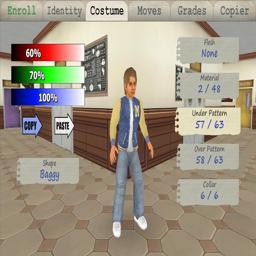 Enroll Identity Costume Moves Grades Copier
60%
70%
100%
COPY PASTE
Shape
Baggy
Flesh
None
Material
2 / 48
Under Pattern
57 / 63
Over Pattern
58 / 63
Collar
6 / 6